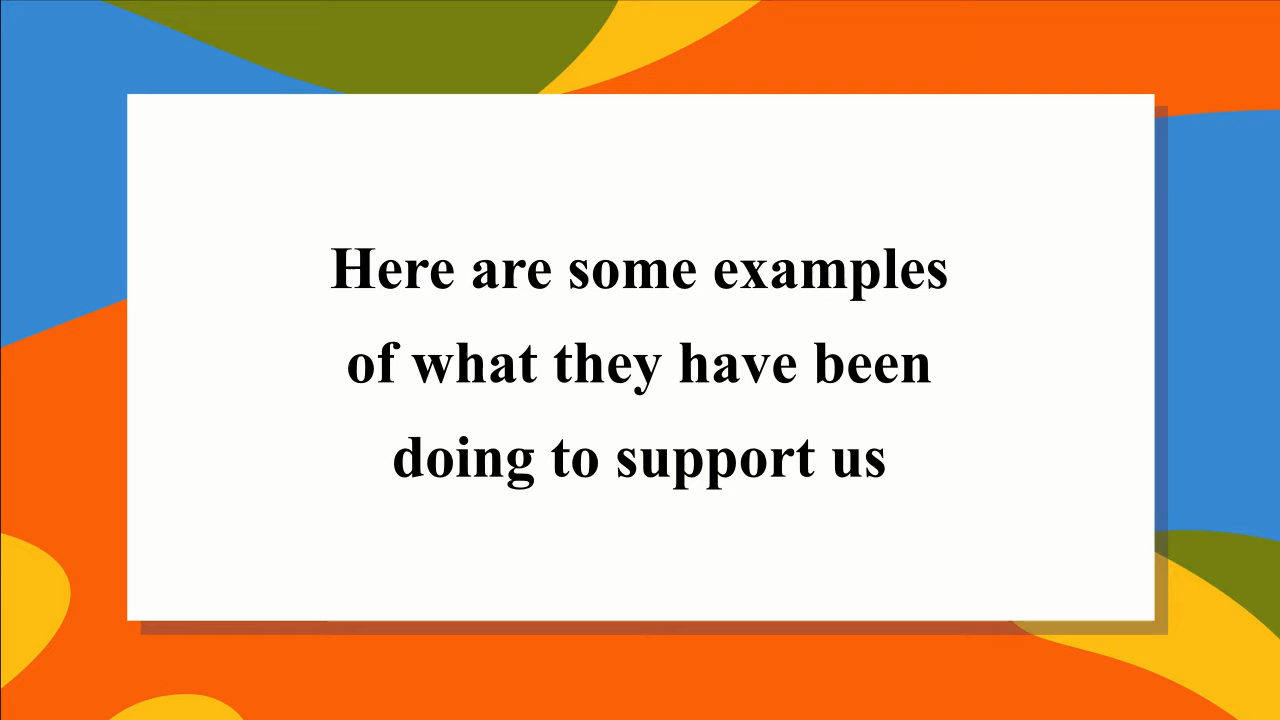 Here are some examples
of what they have been
doing to support us